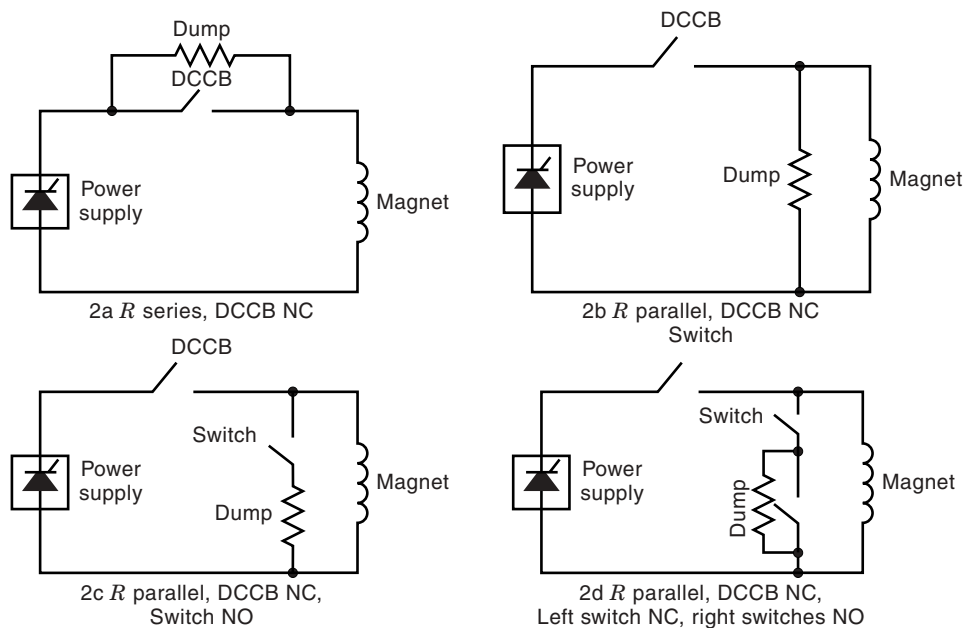 Dump
DCCB
Power
supply
Magnet
2a R series, DCCB NC
DCCB
Power
supply
Dump
Magnet
2b R parallel, DCCB NC
DCCB
Switch
Power
supply
Dump
Magnet
2c R parallel, DCCB NC,
Switch NO
Switch
Switch
Power
supply
Dump
Magnet
2d R parallel, DCCB NC,
Left switch NC, right switches NO